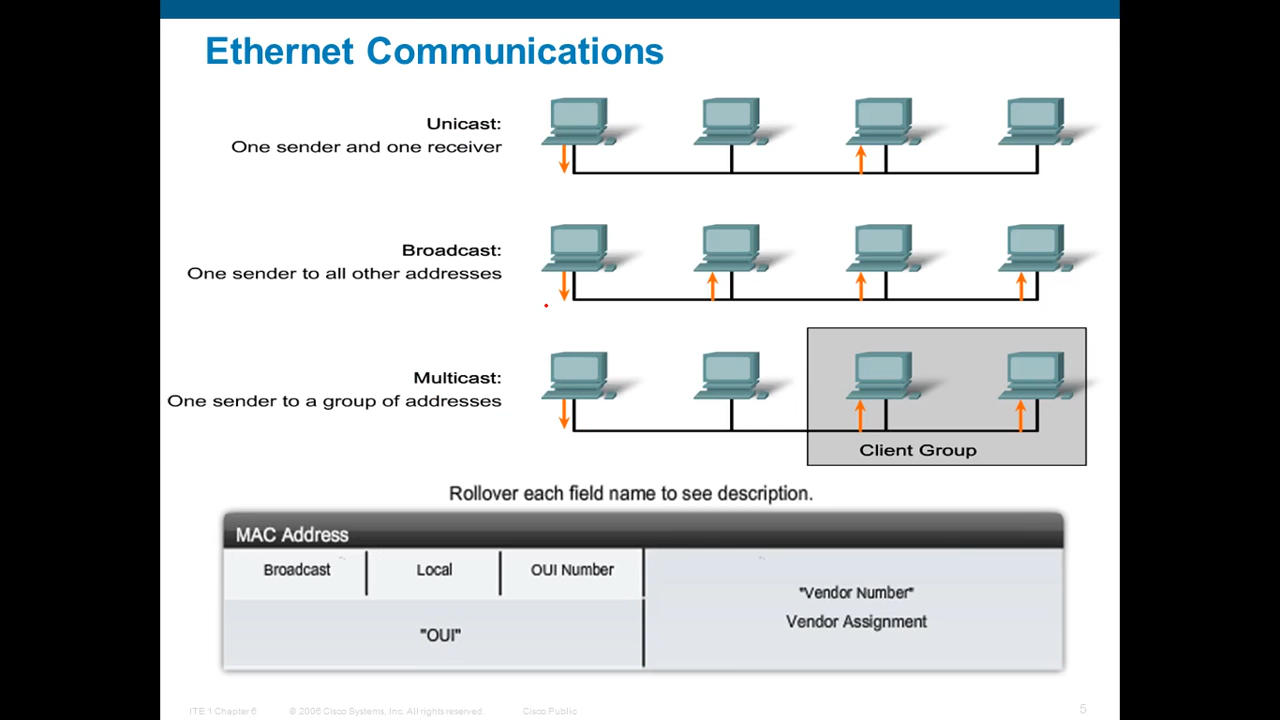 Ethernet Communications
Unicast:
One sender and one receiver
Broadcast:
One sender to all other addresses
Multicast:
One sender to a group of addresses
Client Group
Rollover each field name to see description.
MAC Address
Broadcast
Local
OUI Number
"OUI"
"Vendor Number"
Vendor Assignment
ITE 1 Chapter 6
© 2006 Cisco Systems, Inc. All rights reserved.
Cisco Public
5